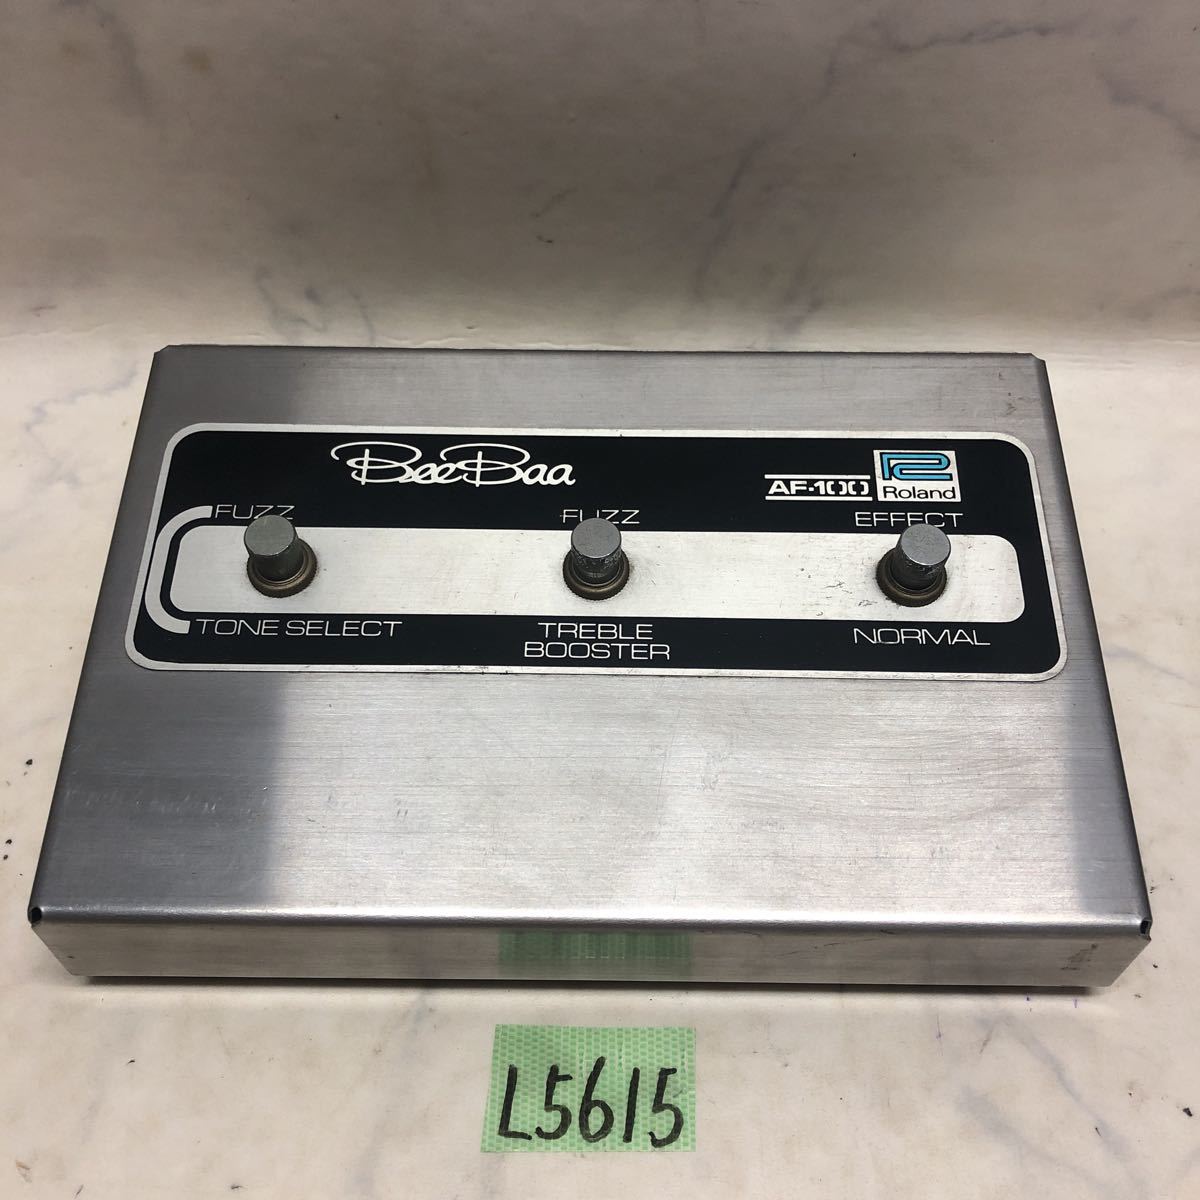 BeeBaa
AF-100
Roland
FUZZ
FUZZ
EFFECT
TONE SELECT
TREBLE
BOOSTER
NORMAL
L5615